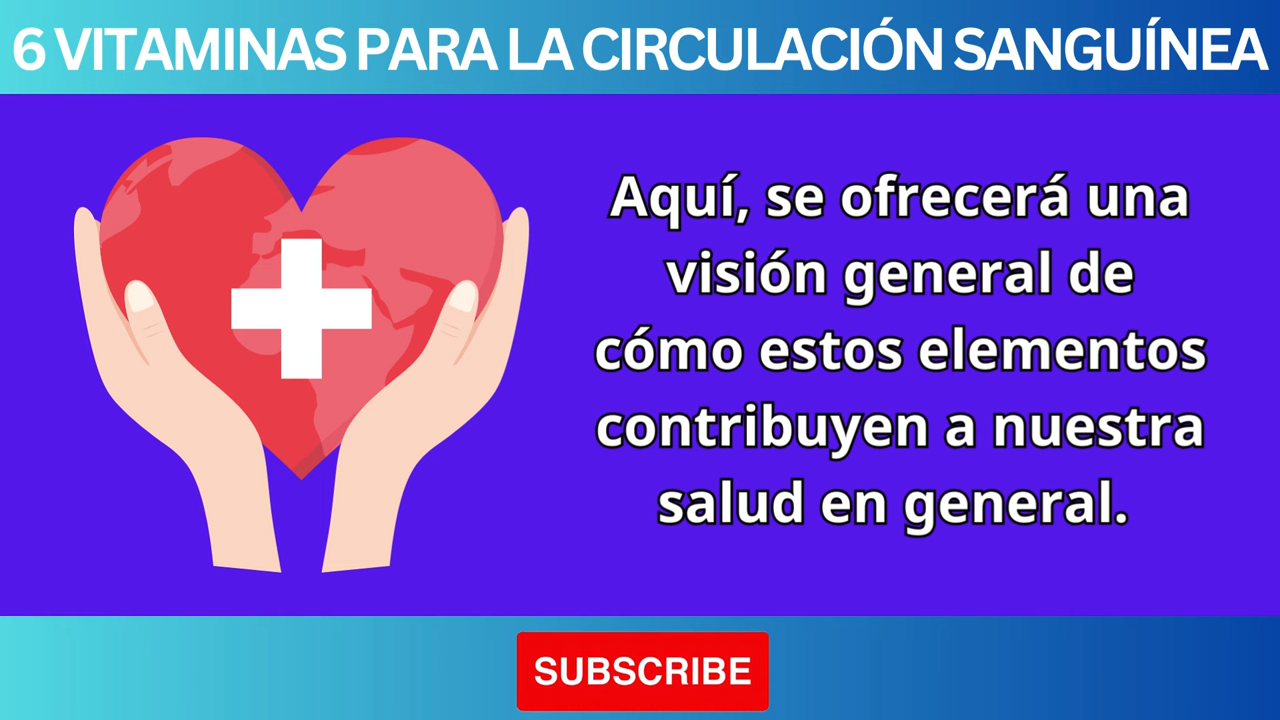 6 VITAMINAS PARA LA CIRCULACIÓN SANGUÍNEA
Aquí, se ofrecerá una
visión general de
cómo estos elementos
contribuyen a nuestra
salud en general.
SUBSCRIBE